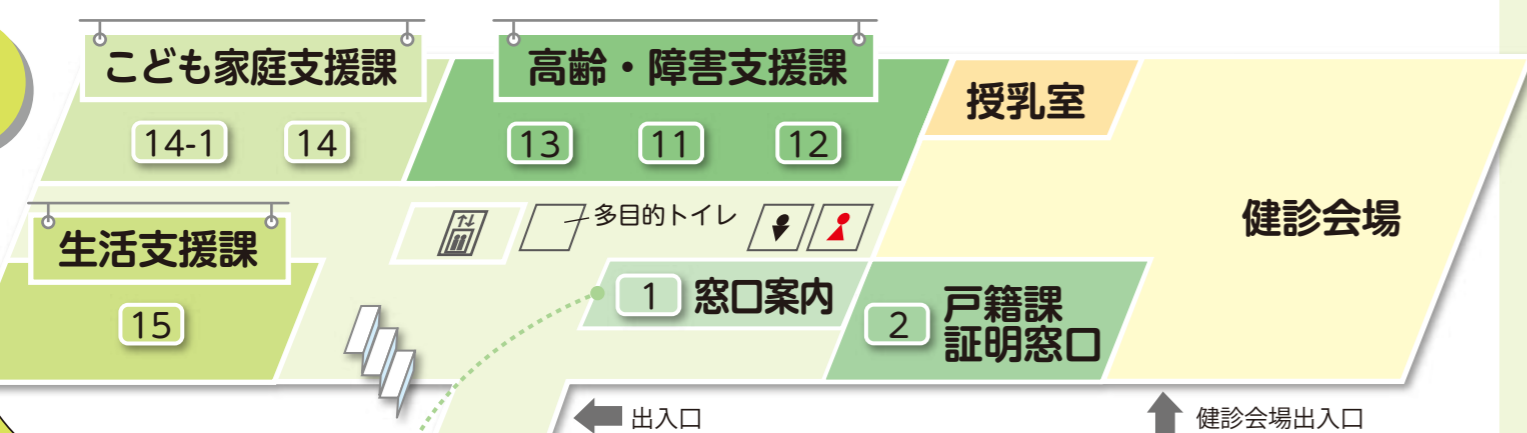 こども家庭支援課
14-1
14
高齢・障害支援課
13
11
12
授乳室
健診会場
生活支援課
15
多目的トイレ
1 窓口案内
2 戸籍課
証明窓口
出入口
健診会場出入口